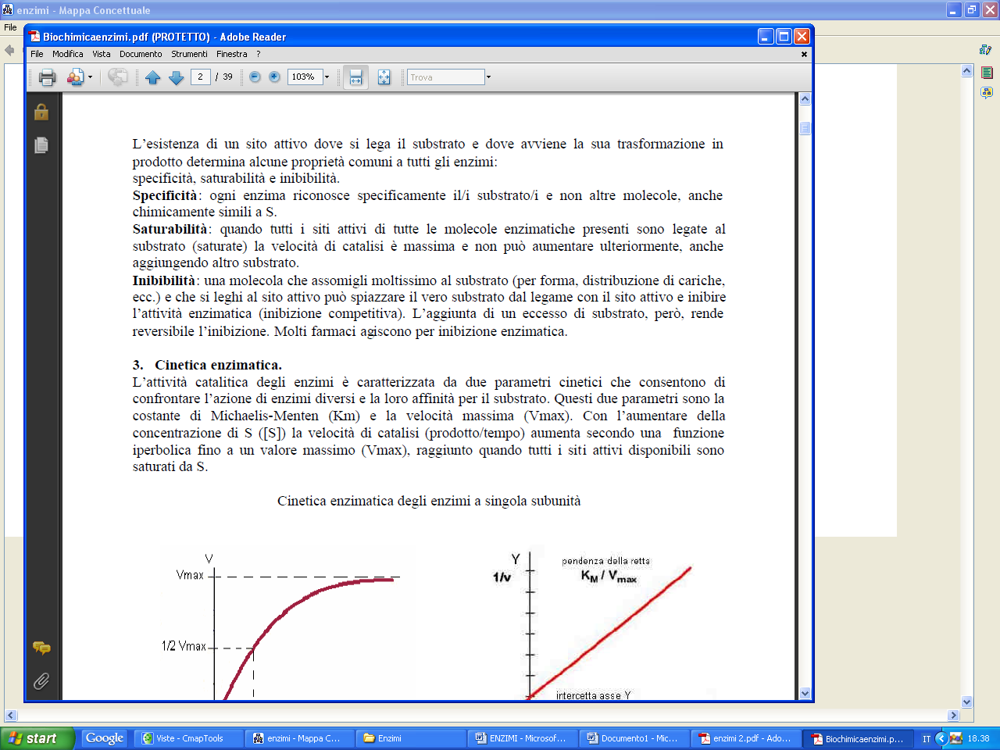 enzimi - Mappa Concettuale
File
Biochimicaenzimi.pdf (PROTETTO) - Adobe Reader
File Modifica Vista Documento Strumenti Finestra ?
2 / 39 103% Trova
L'esistenza di un sito attivo dove si lega il substrato e dove avviene la sua trasformazione in
prodotto determina alcune proprietà comuni a tutti gli enzimi:
specificità, saturabilità e inibibilità.
Specificità: ogni enzima riconosce specificamente il/i substrato/i e non altre molecole, anche
chimicamente simili a S.
Saturabilità: quando tutti i siti attivi di tutte le molecole enzimatiche presenti sono legate al
substrato (saturate) la velocità di catalisi è massima e non può aumentare ulteriormente, anche
aggiungendo altro substrato.
Inibibilità: una molecola che assomigli moltissimo al substrato (per forma, distribuzione di cariche,
ecc.) e che si leghi al sito attivo può spiazzare il vero substrato dal legame con il sito attivo e inibire
l'attività enzimatica (inibizione competitiva). L'aggiunta di un eccesso di substrato, però, rende
reversibile l'inibizione. Molti farmaci agiscono per inibizione enzimatica.
3. Cinetica enzimatica.
L'attività catalitica degli enzimi è caratterizzata da due parametri cinetici che consentono di
confrontare l'azione di enzimi diversi e la loro affinità per il substrato. Questi due parametri sono la
costante di Michaelis-Menten (Km) e la velocità massima (Vmax). Con l'aumentare della
concentrazione di S ([S]) la velocità di catalisi (prodotto/tempo) aumenta secondo una funzione
iperbolica fino a un valore massimo (Vmax), raggiunto quando tutti i siti attivi disponibili sono
saturati da S.
Cinetica enzimatica degli enzimi a singola subunità
V
Vmax
1/2 Vmax
Y
1/v
pendenza della retta
KM / Vmax
intercetta asse Y
start Google Viste - CmapTools enzimi - Mappa C... Enzimi ENZIMI - Microsof... Documento1 - Mic... enzimi 2.pdf - Ado... Biochimicaenzimi.p... IT 18.38